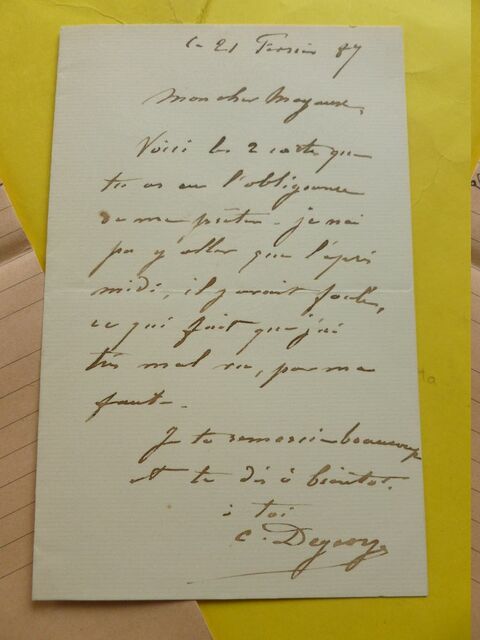 le 21 Février 87
Mon cher Mayeux,
Voici les 2 cartes que
tu as eu l'obligeance
de me prêter. je n'ai
pu y aller que l'après
midi, il y avait foule,
ce qui fait que j'ai
très mal vu, par ma
faute.
Je te remercie beaucoup
et te dis à bientôt.
à toi
C. Degeorge